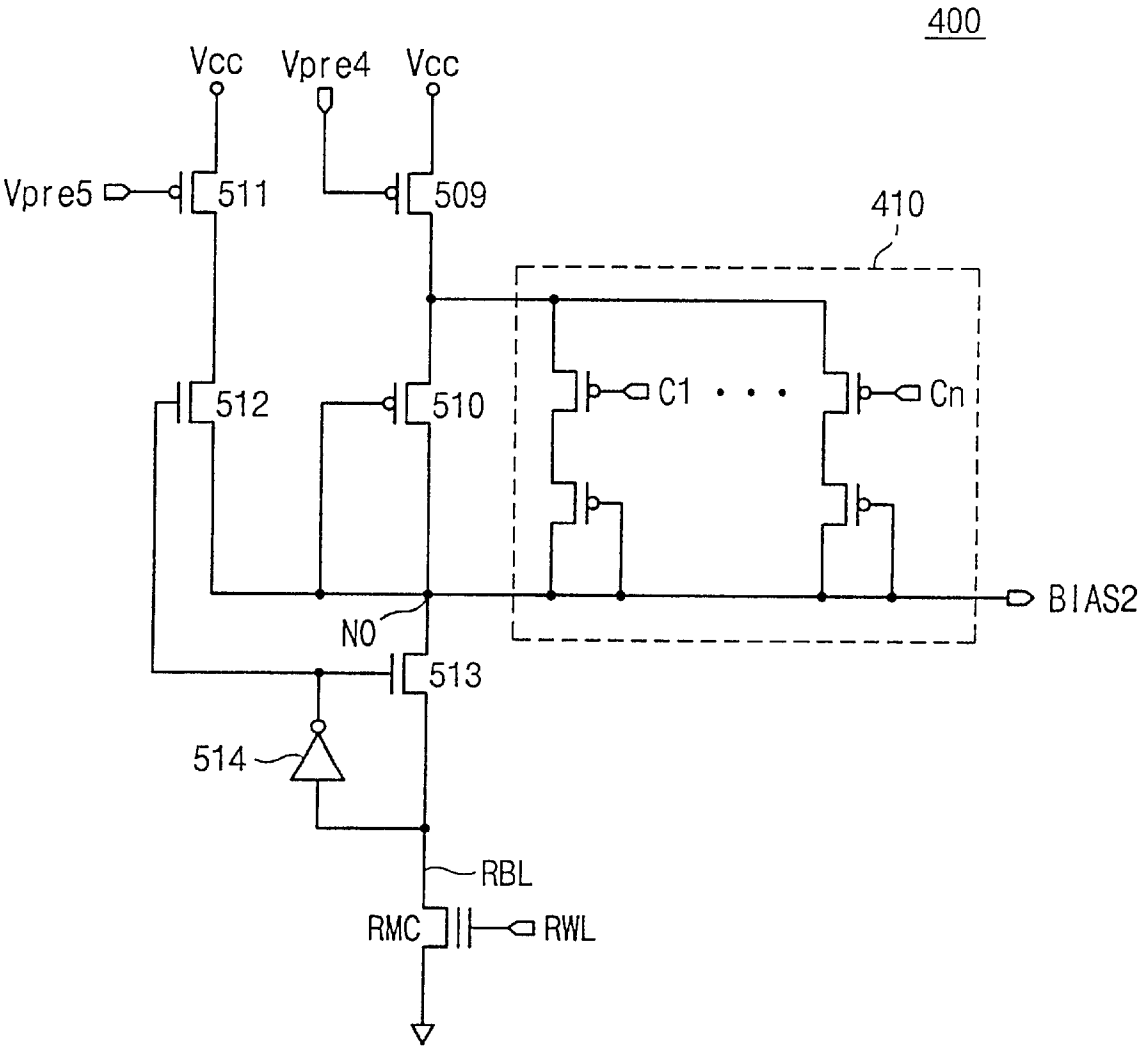 400
Vcc
Vpre4
Vcc
Vpre5
511
509
410
512
510
C1
• • •
Cn
N0
BIAS2
513
514
RBL
RMC
RWL